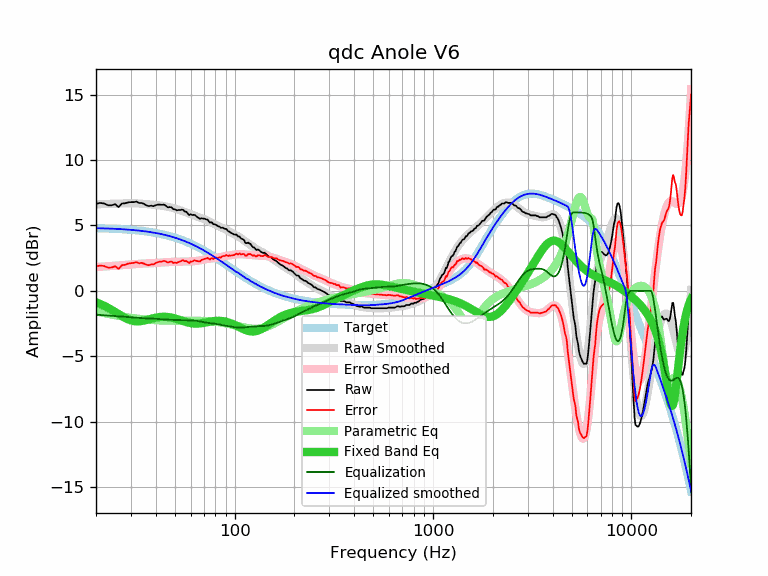 qdc Anole V6
15
10
5
0
−5
−10
−15
Amplitude (dBr)
Target
Raw Smoothed
Error Smoothed
Raw
Error
Parametric Eq
Fixed Band Eq
Equalization
Equalized smoothed
100
1000
10000
Frequency (Hz)